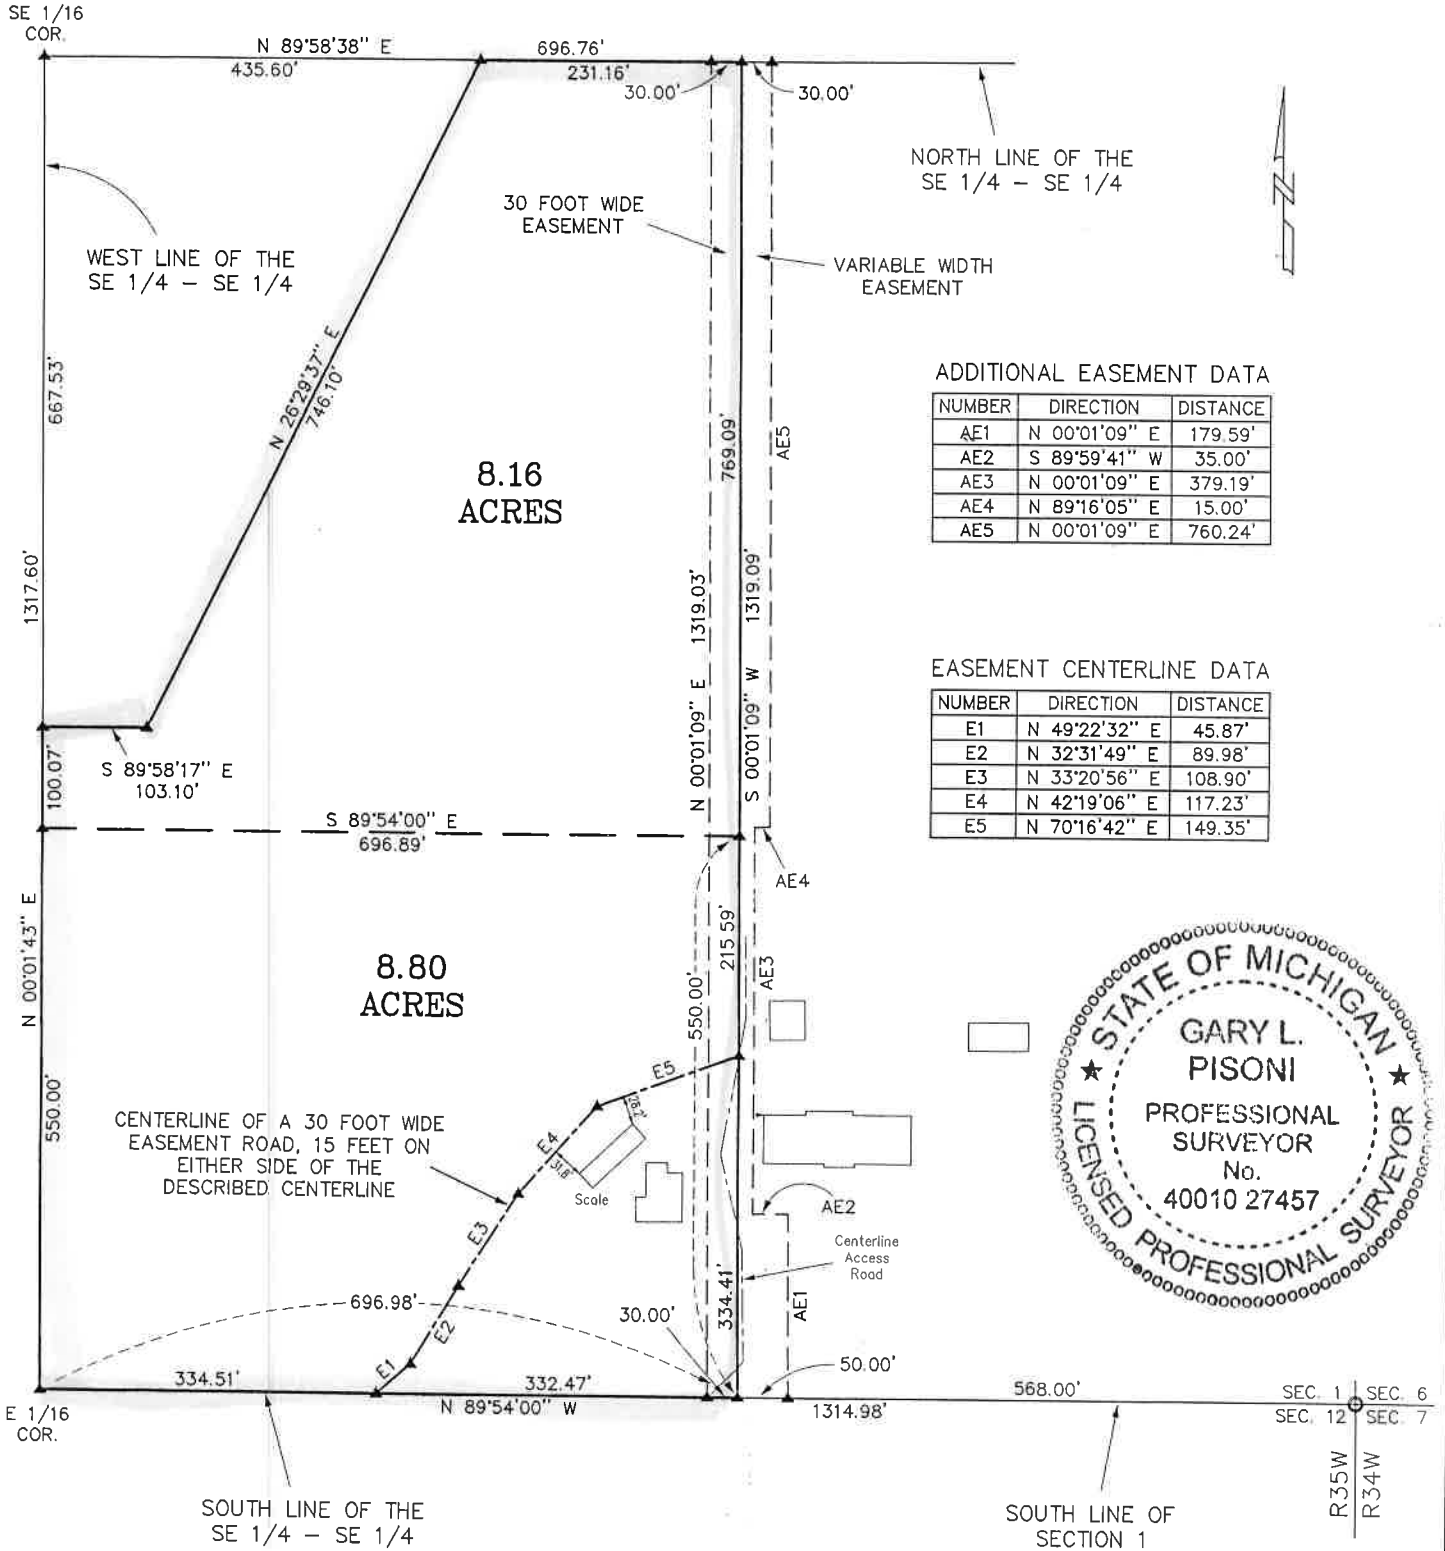 SE 1/16
COR.
N 89°58'38" E
696.76'
435.60'
231.16'
30.00'
30.00'
NORTH LINE OF THE
SE 1/4 – SE 1/4
30 FOOT WIDE
EASEMENT
WEST LINE OF THE
SE 1/4 – SE 1/4
VARIABLE WIDTH
EASEMENT
N
667.53'
N 26°29'37" E
746.10'
769.09'
AE5
ADDITIONAL EASEMENT DATA
NUMBER DIRECTION DISTANCE
AE1 N 00°01'09" E 179.59'
AE2 S 89°59'41" W 35.00'
AE3 N 00°01'09" E 379.19'
AE4 N 89°16'05" E 15.00'
AE5 N 00°01'09" E 760.24'
8.16
ACRES
1317.60'
N 00°01'09" E 1319.03'
S 00°01'09" W 1319.09'
EASEMENT CENTERLINE DATA
NUMBER DIRECTION DISTANCE
E1 N 49°22'32" E 45.87'
E2 N 32°31'49" E 89.98'
E3 N 33°20'56" E 108.90'
E4 N 42°19'06" E 117.23'
E5 N 70°16'42" E 149.35'
100.07'
S 89°58'17" E
103.10'
S 89°54'00" E
696.89'
AE4
N 00°01'43" E
8.80
ACRES
215.59'
550.00'
AE3
550.00'
E5
28.2'
CENTERLINE OF A 30 FOOT WIDE
EASEMENT ROAD, 15 FEET ON
EITHER SIDE OF THE
DESCRIBED CENTERLINE
E4
31.8'
Scale
E3
AE2
Centerline
Access
Road
696.98'
E2
30.00'
334.41'
AE1
E1
50.00'
334.51'
332.47'
N 89°54'00" W
568.00'
1314.98'
SEC. 1 SEC. 6
SEC. 12 SEC. 7
R35W
R34W
E 1/16
COR.
SOUTH LINE OF THE
SE 1/4 – SE 1/4
SOUTH LINE OF
SECTION 1
★ STATE OF MICHIGAN ★
GARY L.
PISONI
PROFESSIONAL
SURVEYOR
No.
40010 27457
LICENSED PROFESSIONAL SURVEYOR